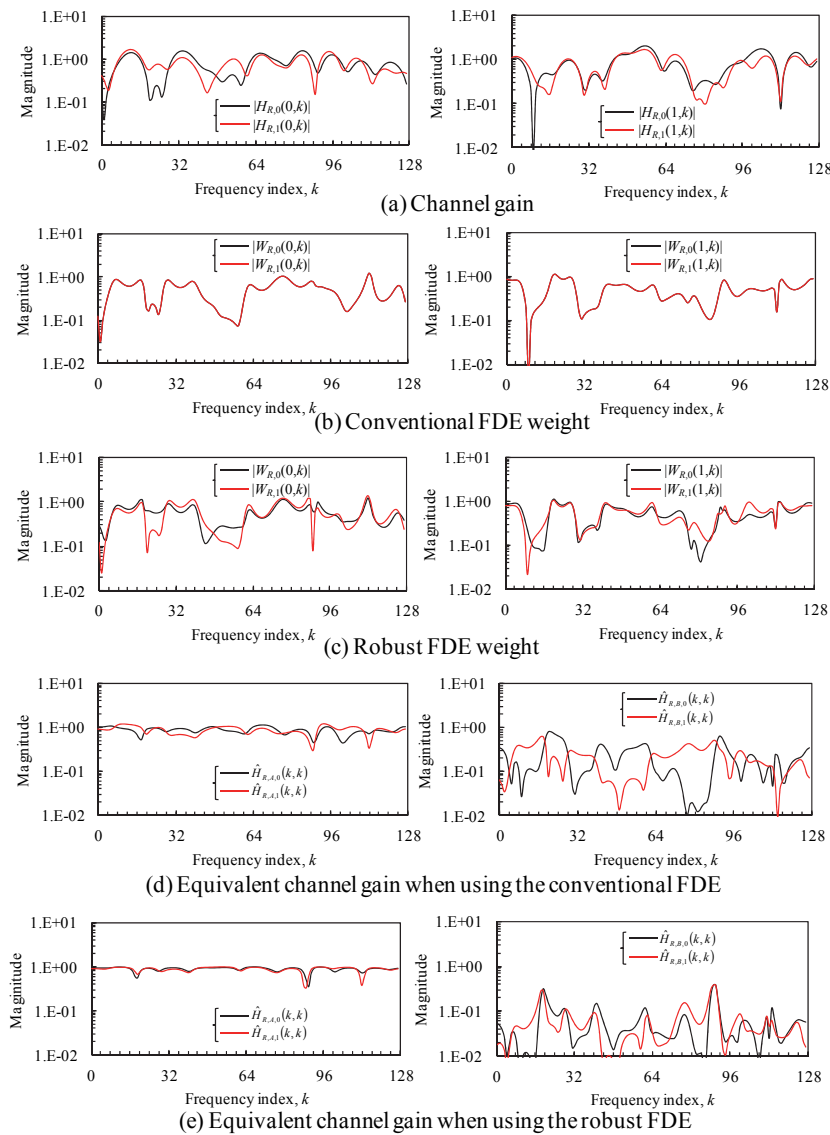 1.E+01
1.E+00
1.E-01
1.E-02
Magnitude
|H_{R,0}(0,k)|
|H_{R,1}(0,k)|
0 32 64 96 128
Frequency index, k
1.E+01
1.E+00
1.E-01
1.E-02
Magnitude
|H_{R,0}(1,k)|
|H_{R,1}(1,k)|
0 32 64 96 128
Frequency index, k
(a) Channel gain
1.E+01
1.E+00
1.E-01
1.E-02
Magnitude
|W_{R,0}(0,k)|
|W_{R,1}(0,k)|
0 32 64 96 128
Frequency index, k
1.E+01
1.E+00
1.E-01
1.E-02
Magnitude
|W_{R,0}(1,k)|
|W_{R,1}(1,k)|
0 32 64 96 128
Frequency index, k
(b) Conventional FDE weight
1.E+01
1.E+00
1.E-01
1.E-02
Magnitude
|W_{R,0}(0,k)|
|W_{R,1}(0,k)|
0 32 64 96 128
Frequency index, k
1.E+01
1.E+00
1.E-01
1.E-02
Magnitude
|W_{R,0}(1,k)|
|W_{R,1}(1,k)|
0 32 64 96 128
Frequency index, k
(c) Robust FDE weight
1.E+01
1.E+00
1.E-01
1.E-02
Maginitude
Ĥ_{R,A,0}(k,k)
Ĥ_{R,A,1}(k,k)
0 32 64 96 128
Frequency index, k
1.E+01
1.E+00
1.E-01
1.E-02
Maginitude
Ĥ_{R,B,0}(k,k)
Ĥ_{R,B,1}(k,k)
0 32 64 96 128
Frequency index, k
(d) Equivalent channel gain when using the conventional FDE
1.E+01
1.E+00
1.E-01
1.E-02
Maginitude
Ĥ_{R,A,0}(k,k)
Ĥ_{R,A,1}(k,k)
0 32 64 96 128
Frequency index, k
1.E+01
1.E+00
1.E-01
1.E-02
Maginitude
Ĥ_{R,B,0}(k,k)
Ĥ_{R,B,1}(k,k)
0 32 64 96 128
Frequency index, k
(e) Equivalent channel gain when using the robust FDE